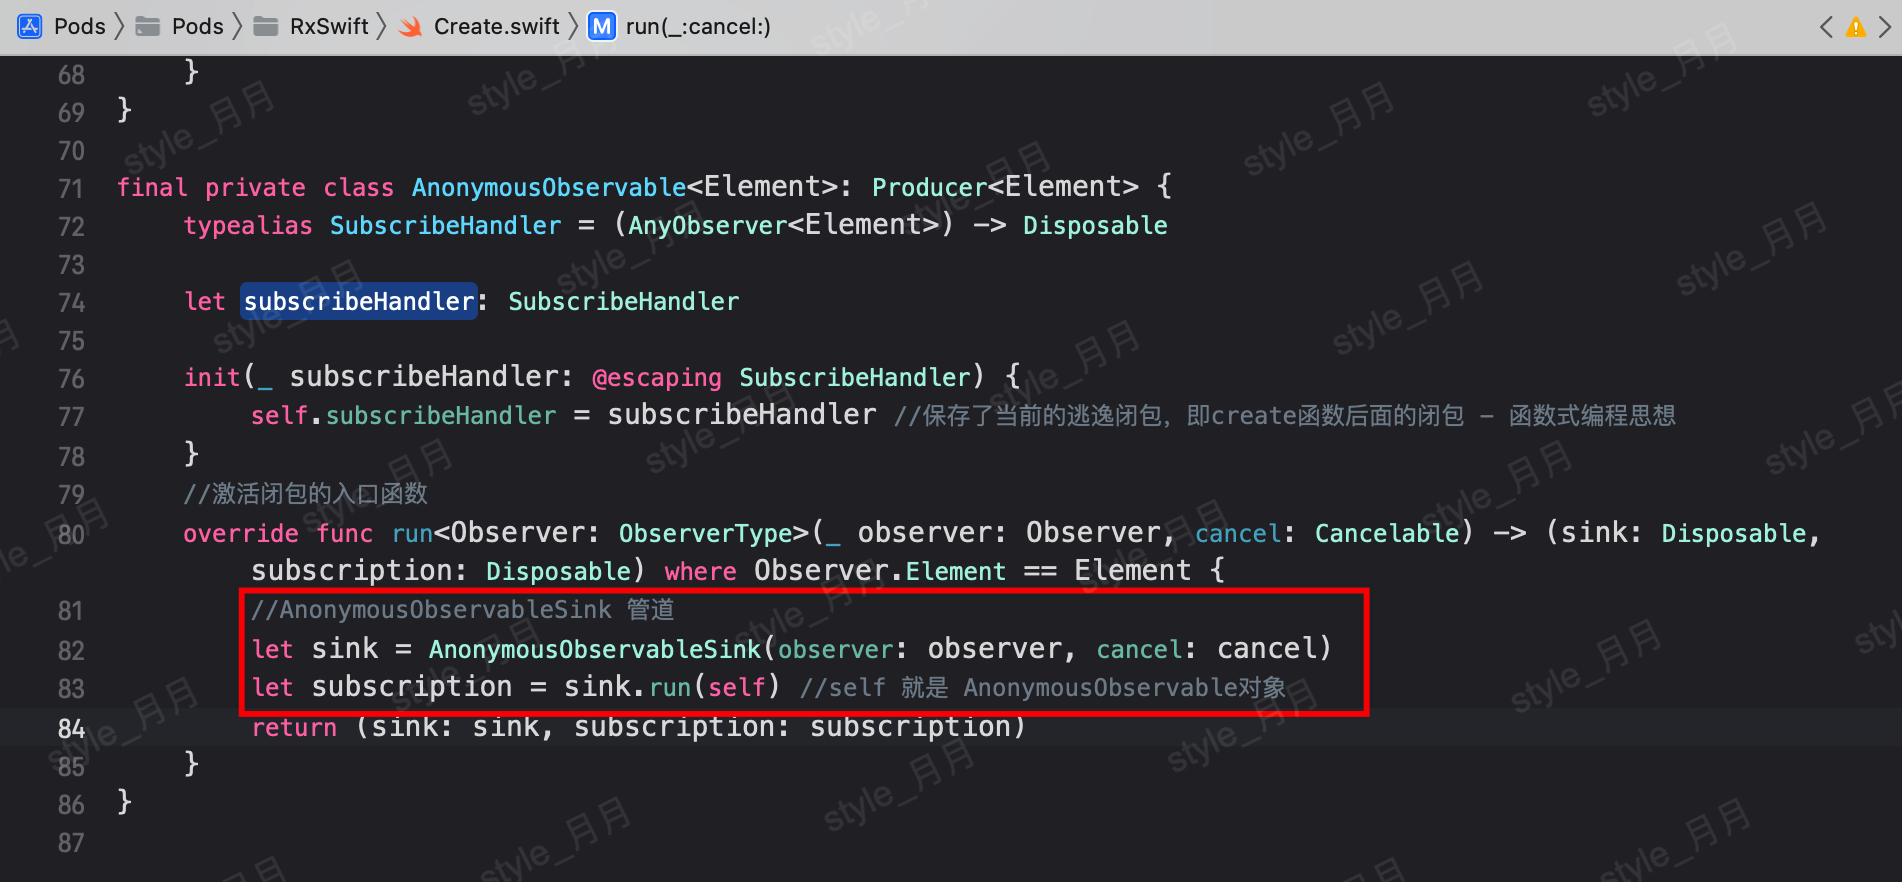 Pods 〉 Pods 〉 RxSwift 〉 Create.swift 〉 M run(_:cancel:)
68 }
69 }
70
71 final private class AnonymousObservable<Element>: Producer<Element> {
72 typealias SubscribeHandler = (AnyObserver<Element>) -> Disposable
73
74 let subscribeHandler: SubscribeHandler
75
76 init(_ subscribeHandler: @escaping SubscribeHandler) {
77 self.subscribeHandler = subscribeHandler //保存了当前的逃逸闭包，即create函数后面的闭包 - 函数式编程思想
78 }
79 //激活闭包的入口函数
80 override func run<Observer: ObserverType>(_ observer: Observer, cancel: Cancelable) -> (sink: Disposable,
subscription: Disposable) where Observer.Element == Element {
81 //AnonymousObservableSink 管道
82 let sink = AnonymousObservableSink(observer: observer, cancel: cancel)
83 let subscription = sink.run(self) //self 就是 AnonymousObservable对象
84 return (sink: sink, subscription: subscription)
85 }
86 }
87
style_月月